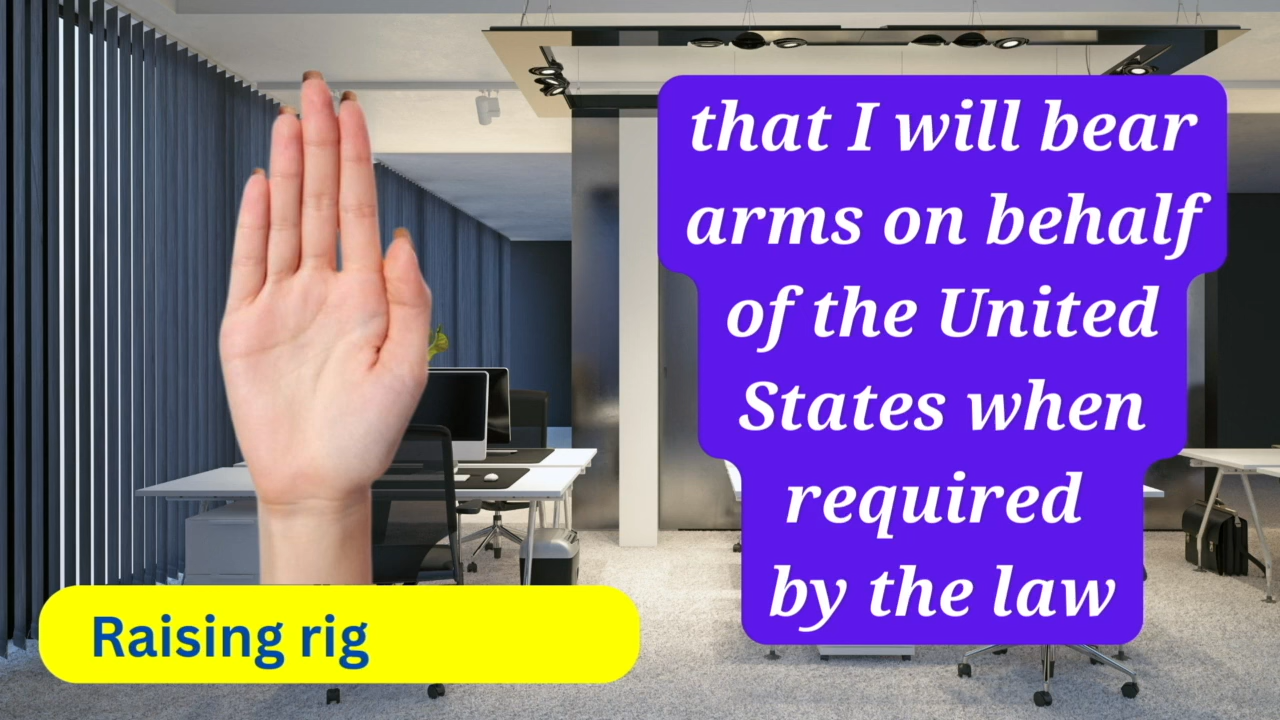 that I will bear
arms on behalf
of the United
States when
required
by the law
Raising rig